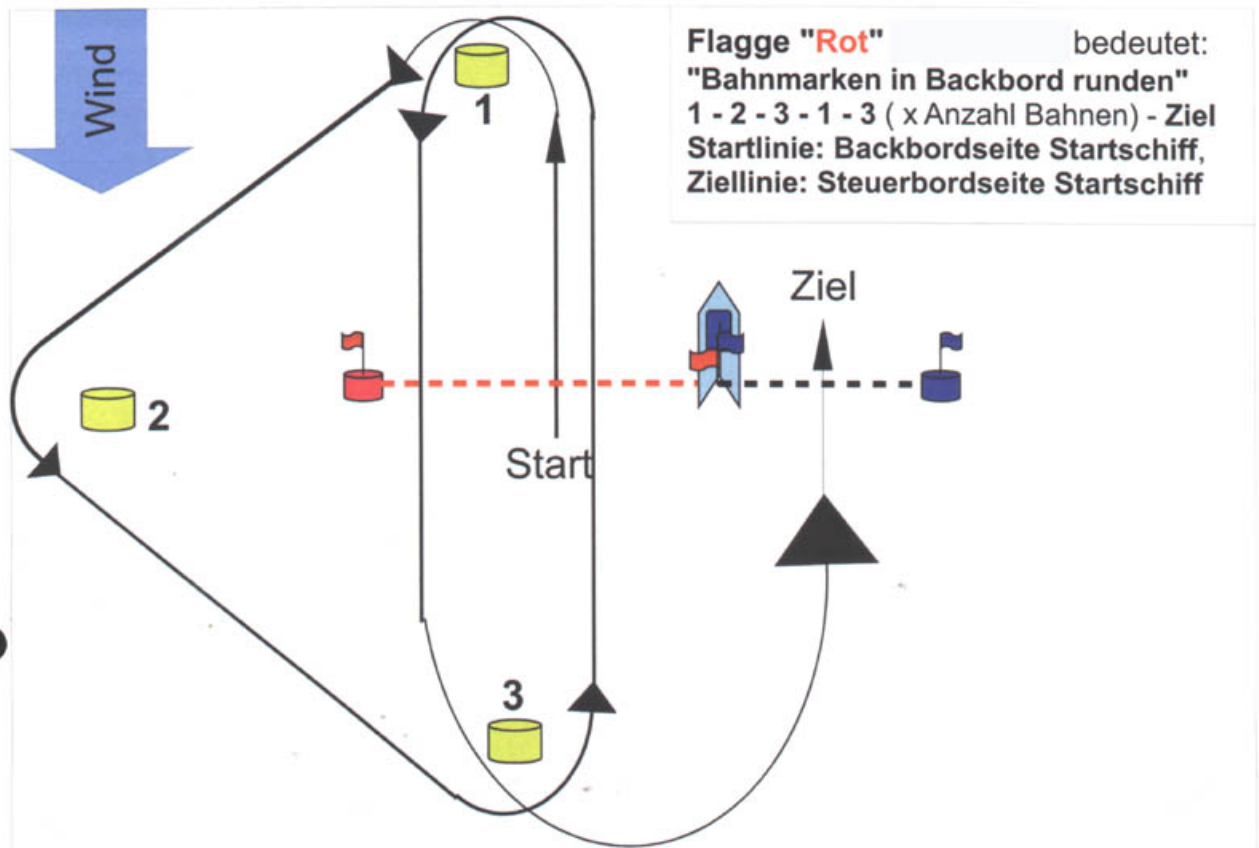 Wind
Flagge "Rot" bedeutet:
"Bahnmarken in Backbord runden"
1 - 2 - 3 - 1 - 3 ( x Anzahl Bahnen) - Ziel
Startlinie: Backbordseite Startschiff,
Ziellinie: Steuerbordseite Startschiff
1
Ziel
2
Start
3